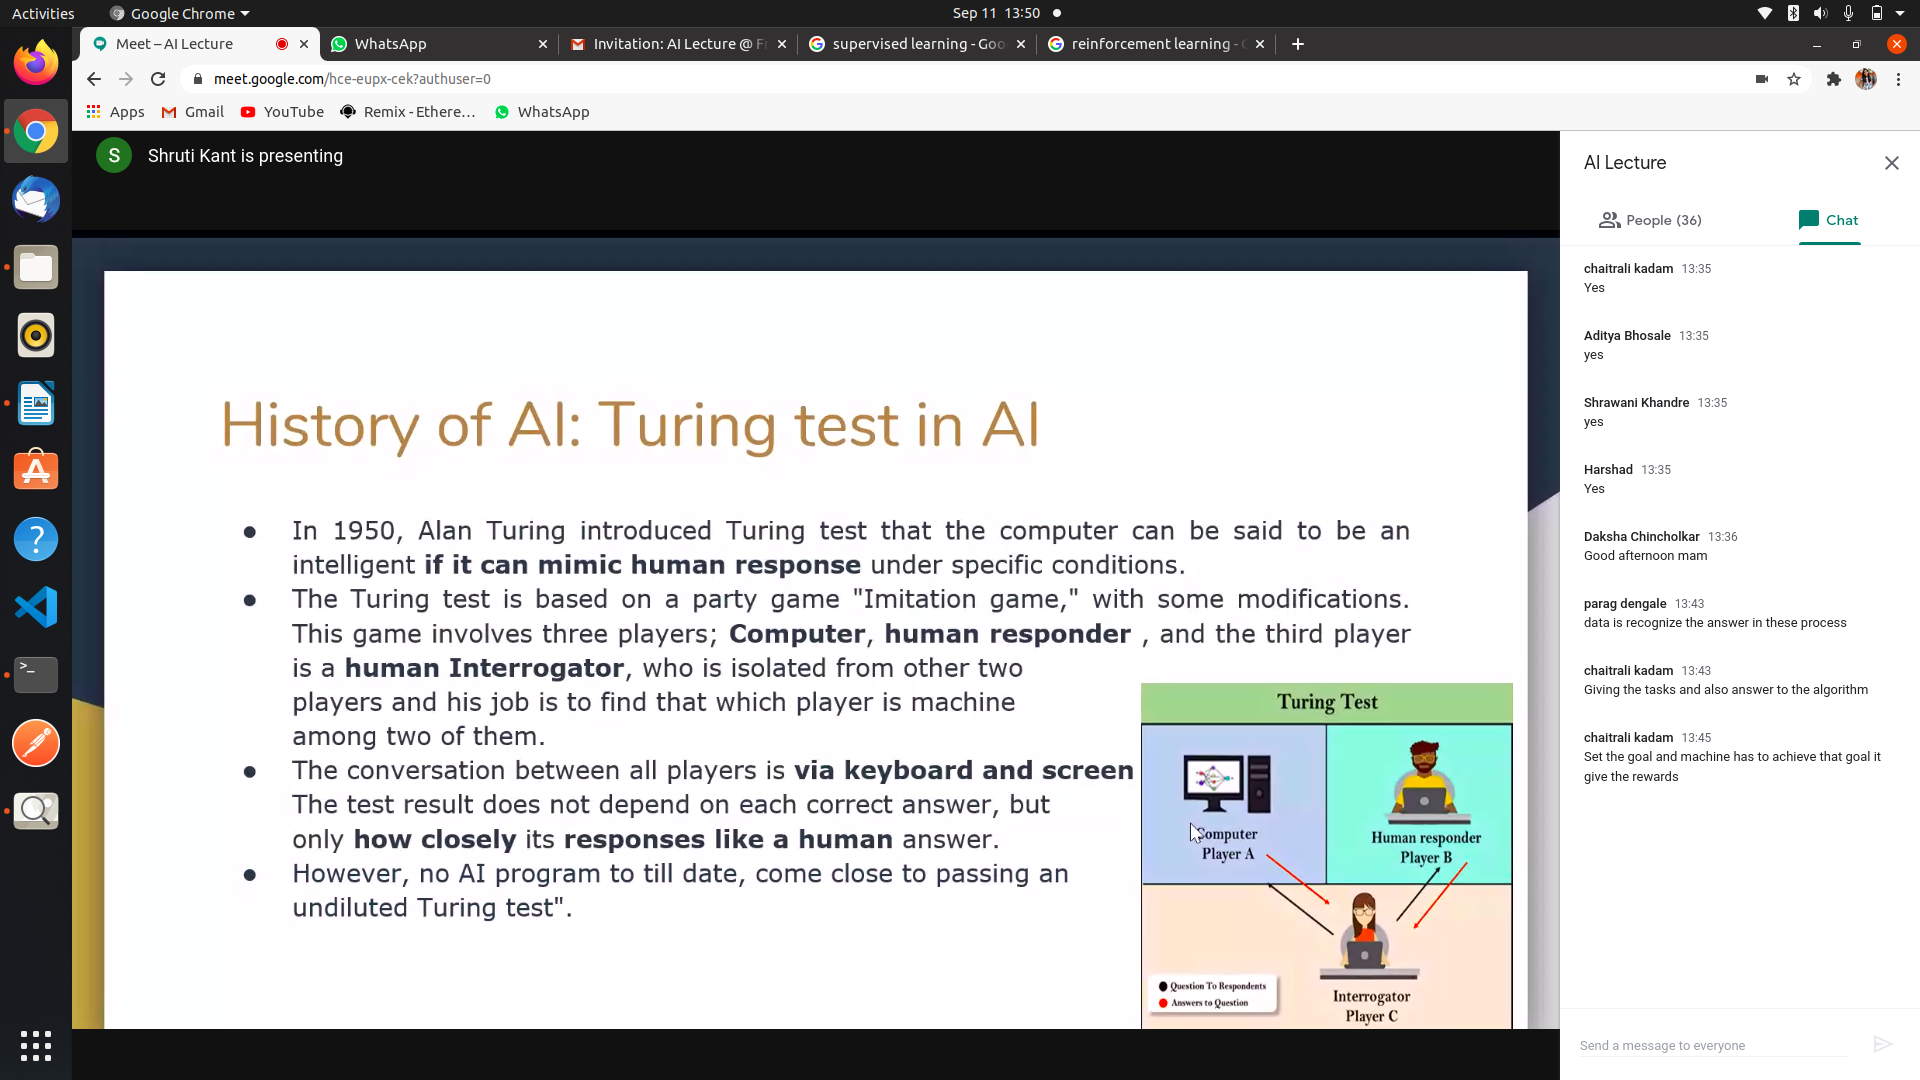 Activities
Google Chrome
Sep 11 13:50
Meet – AI Lecture
WhatsApp
Invitation: AI Lecture @ F
supervised learning - Goo
reinforcement learning - G
meet.google.com/hce-eupx-cek?authuser=0
Apps
Gmail
YouTube
Remix - Ethere…
WhatsApp
S
Shruti Kant is presenting
History of AI: Turing test in AI
● In 1950, Alan Turing introduced Turing test that the computer can be said to be an
intelligent if it can mimic human response under specific conditions.
● The Turing test is based on a party game "Imitation game," with some modifications.
This game involves three players; Computer, human responder , and the third player
is a human Interrogator, who is isolated from other two
players and his job is to find that which player is machine
among two of them.
● The conversation between all players is via keyboard and screen
The test result does not depend on each correct answer, but
only how closely its responses like a human answer.
● However, no AI program to till date, come close to passing an
undiluted Turing test".
Turing Test
Computer
Player A
Human responder
Player B
Question To Respondents
Answers to Question
Interrogator
Player C
AI Lecture
People (36)
Chat
chaitrali kadam 13:35
Yes
Aditya Bhosale 13:35
yes
Shrawani Khandre 13:35
yes
Harshad 13:35
Yes
Daksha Chincholkar 13:36
Good afternoon mam
parag dengale 13:43
data is recognize the answer in these process
chaitrali kadam 13:43
Giving the tasks and also answer to the algorithm
chaitrali kadam 13:45
Set the goal and machine has to achieve that goal it
give the rewards
Send a message to everyone